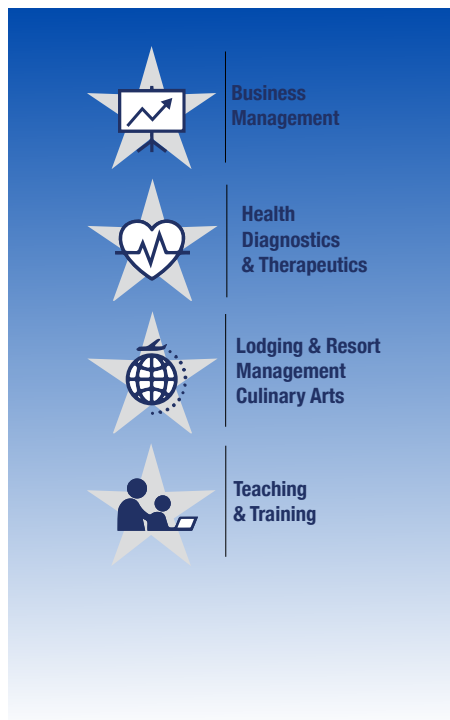 Business
Management
Health
Diagnostics
& Therapeutics
Lodging & Resort
Management
Culinary Arts
Teaching
& Training